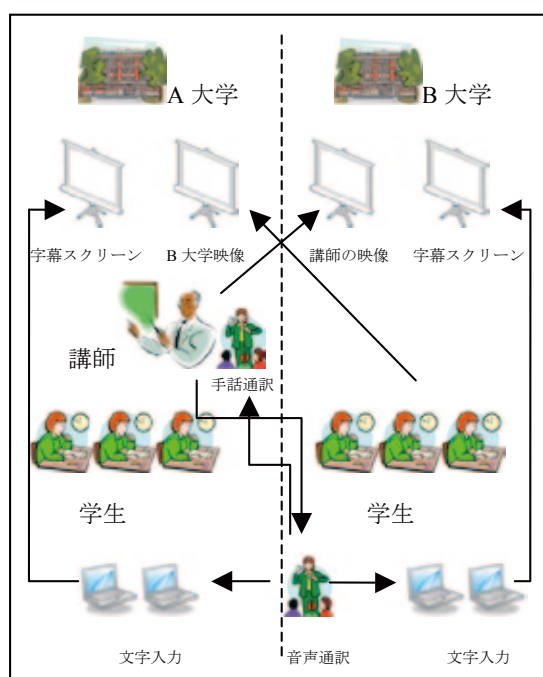 A 大学
B 大学
字幕スクリーン
B 大学映像
講師の映像
字幕スクリーン
講師
手話通訳
学生
学生
文字入力
音声通訳
文字入力